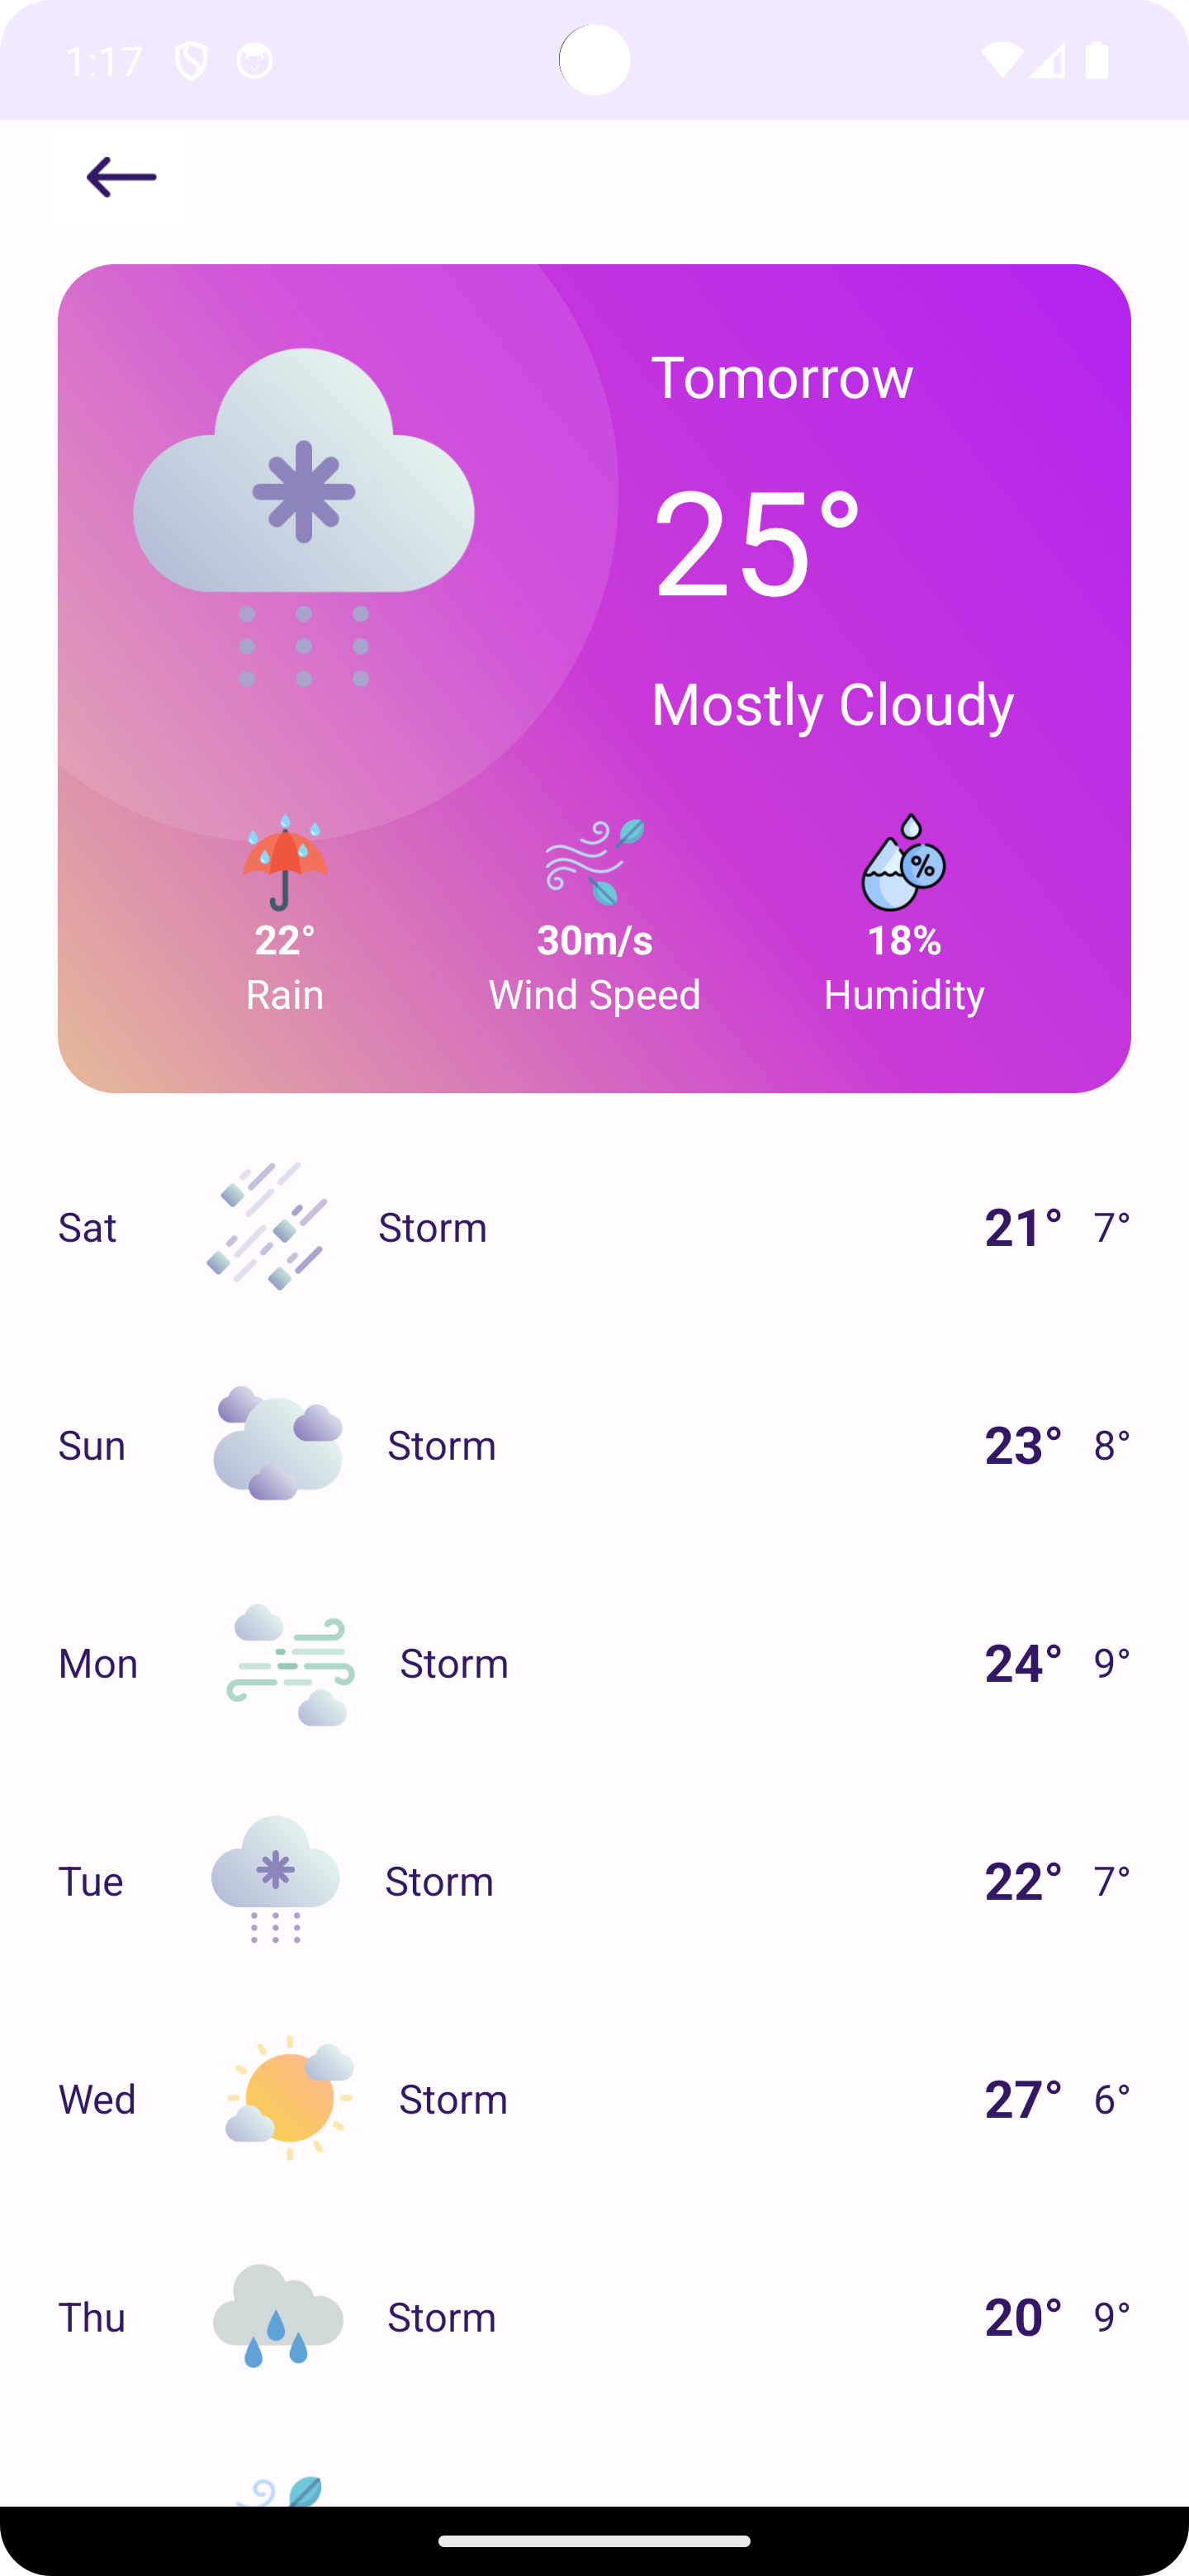 1:17
Tomorrow
25°
Mostly Cloudy
22° 30m/s 18%
Rain Wind Speed Humidity
Sat Storm 21° 7°
Sun Storm 23° 8°
Mon Storm 24° 9°
Tue Storm 22° 7°
Wed Storm 27° 6°
Thu Storm 20° 9°